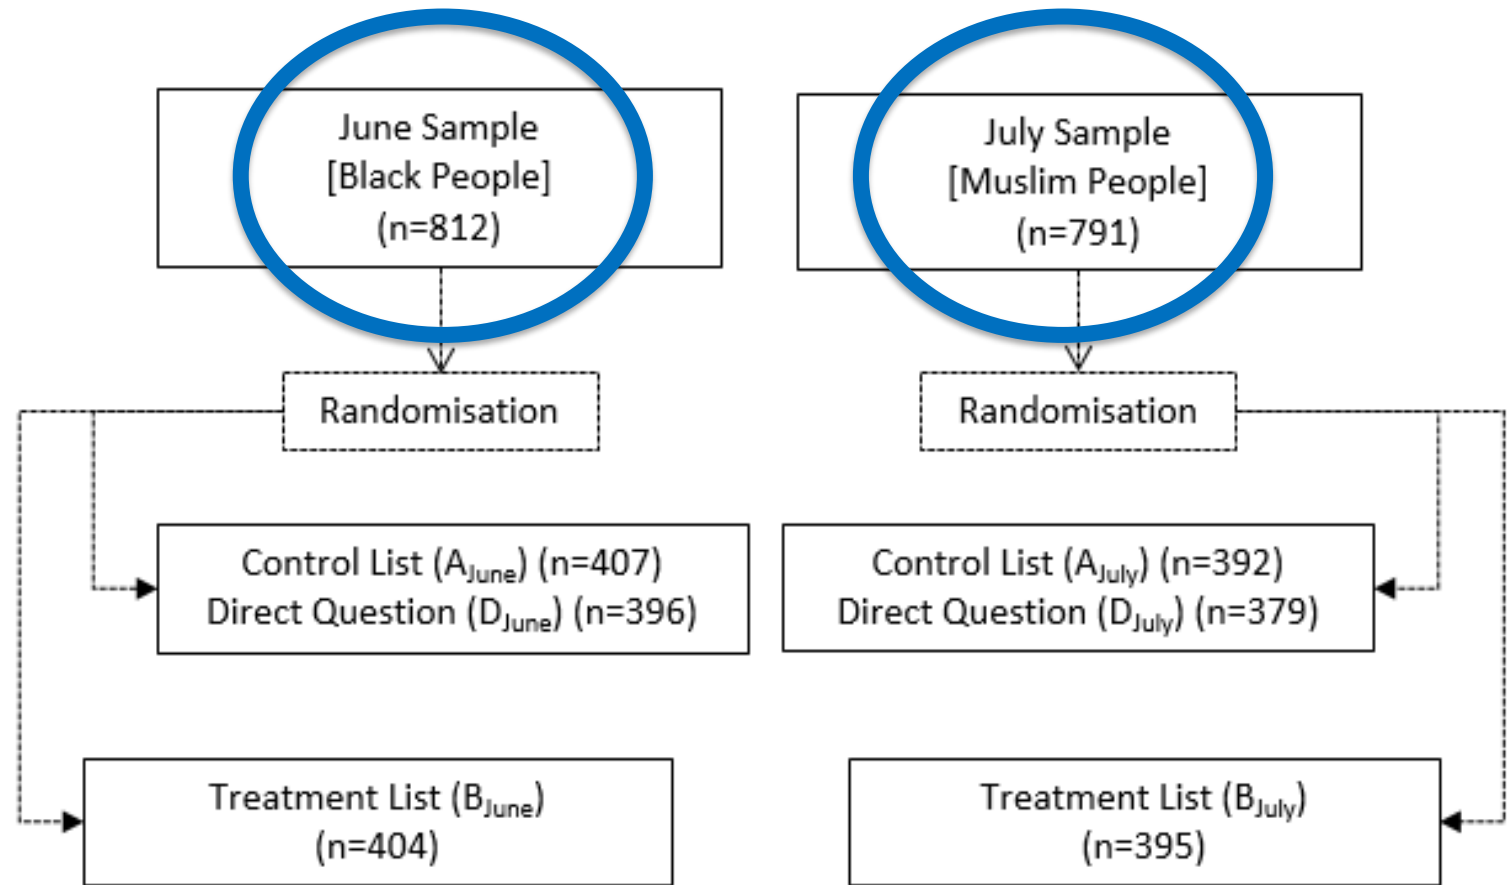 June Sample
[Black People]
(n=812)
July Sample
[Muslim People]
(n=791)
Randomisation
Randomisation
Control List (AJune) (n=407)
Direct Question (DJune) (n=396)
Control List (AJuly) (n=392)
Direct Question (DJuly) (n=379)
Treatment List (BJune)
(n=404)
Treatment List (BJuly)
(n=395)